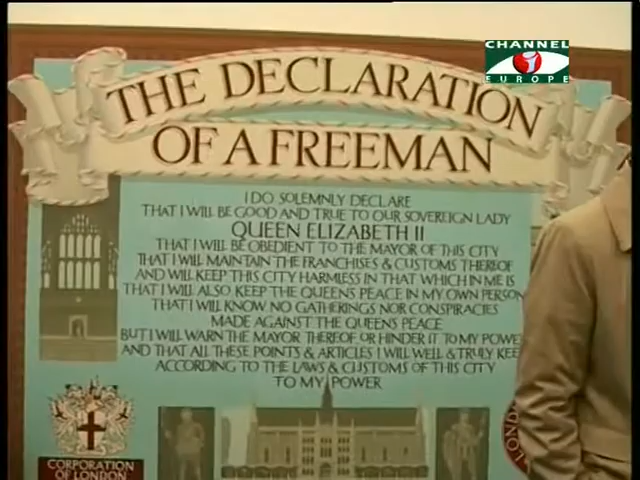 CHANNEL
i
EUROPE
THE DECLARATION
OF A FREEMAN
I DO SOLEMNLY DECLARE
THAT I WILL BE GOOD AND TRUE TO OUR SOVEREIGN LADY
QUEEN ELIZABETH II
THAT I WILL BE OBEDIENT TO THE MAYOR OF THIS CITY
THAT I WILL MAINTAIN THE FRANCHISES & CUSTOMS THEREOF
AND WILL KEEP THIS CITY HARMLESS IN THAT WHICH IN ME IS
THAT I WILL ALSO KEEP THE QUEEN'S PEACE IN MY OWN PERSON
THAT I WILL KNOW NO GATHERINGS NOR CONSPIRACIES
MADE AGAINST THE QUEEN'S PEACE
BUT I WILL WARN THE MAYOR THEREOF OR HINDER IT TO MY POWER
AND THAT ALL THESE POINTS & ARTICLES I WILL WELL & TRULY KEEP
ACCORDING TO THE LAWS & CUSTOMS OF THIS CITY
TO MY POWER
CORPORATION
OF LONDON